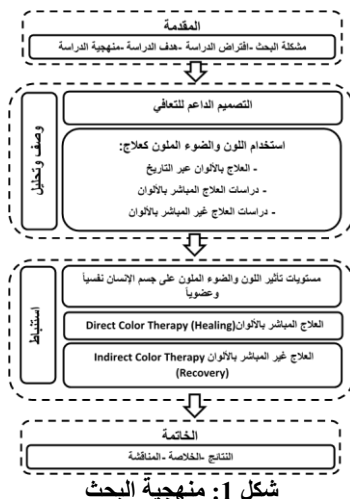 المقدمة
مشكلة البحث -افتراض الدراسة -هدف الدراسة -منهجية الدراسة
وصف وتحليل
التصميم الداعم للتعافي
استخدام اللون والضوء الملون كعلاج:
- العلاج بالألوان عبر التاريخ
- دراسات العلاج المباشر بالألوان
- دراسات العلاج غير المباشر بالألوان
استنباط
مستويات تأثير اللون والضوء الملون على جسم الإنسان نفسياً
وعضوياً
العلاج المباشر بالألوان Direct Color Therapy (Healing)
العلاج غير المباشر بالألوان Indirect Color Therapy
(Recovery)
الخاتمة
النتائج -الخلاصة -المناقشة
شكل 1: منهجية البحث